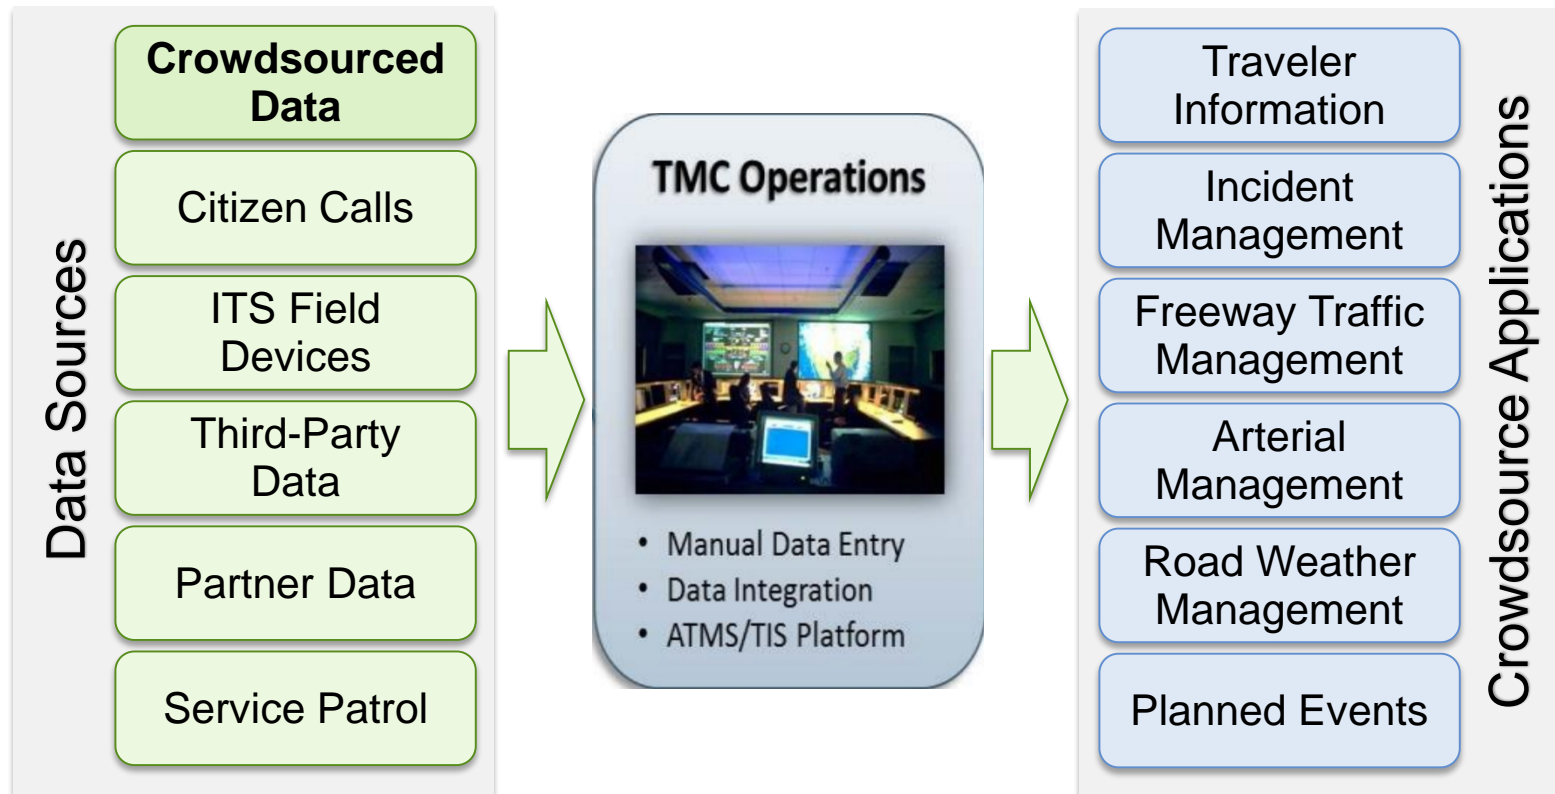 Data Sources
Crowdsourced
Data
Citizen Calls
ITS Field
Devices
Third-Party
Data
Partner Data
Service Patrol
TMC Operations
• Manual Data Entry
• Data Integration
• ATMS/TIS Platform
Traveler
Information
Incident
Management
Freeway Traffic
Management
Arterial
Management
Road Weather
Management
Planned Events
Crowdsource Applications